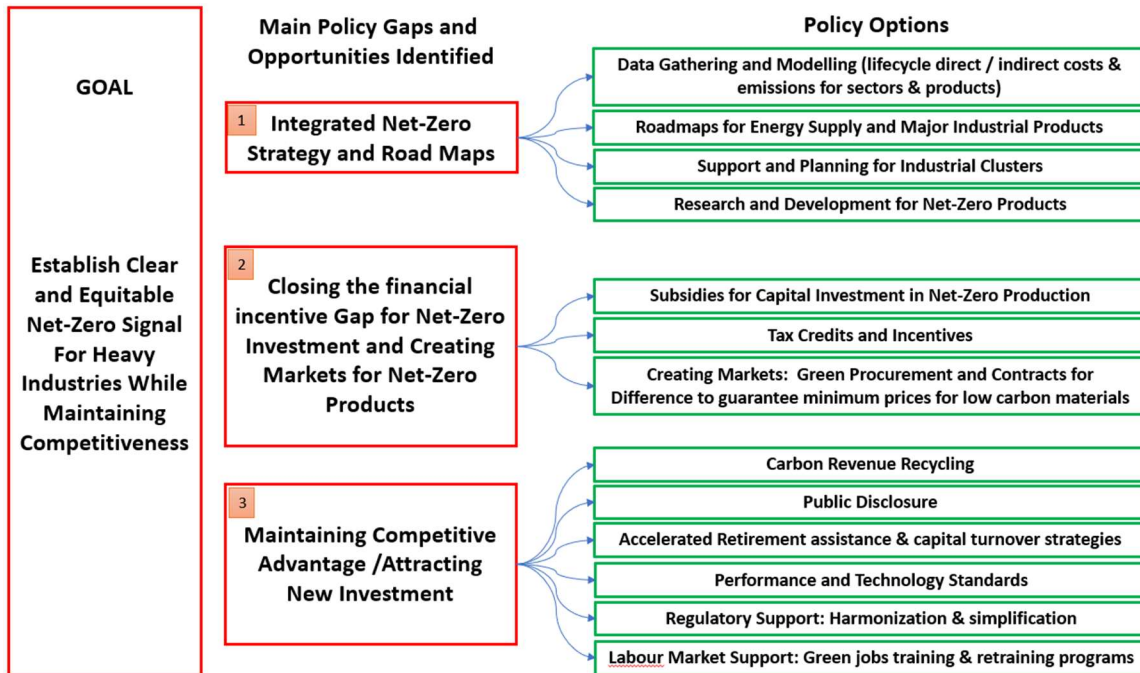 GOAL
Establish Clear
and Equitable
Net-Zero Signal
For Heavy
Industries While
Maintaining
Competitiveness
Main Policy Gaps and
Opportunities Identified
Policy Options
1
Integrated Net-Zero
Strategy and Road Maps
Data Gathering and Modelling (lifecycle direct / indirect costs &
emissions for sectors & products)
Roadmaps for Energy Supply and Major Industrial Products
Support and Planning for Industrial Clusters
Research and Development for Net-Zero Products
2
Closing the financial
incentive Gap for Net-Zero
Investment and Creating
Markets for Net-Zero
Products
Subsidies for Capital Investment in Net-Zero Production
Tax Credits and Incentives
Creating Markets: Green Procurement and Contracts for
Difference to guarantee minimum prices for low carbon materials
3
Maintaining Competitive
Advantage /Attracting
New Investment
Carbon Revenue Recycling
Public Disclosure
Accelerated Retirement assistance & capital turnover strategies
Performance and Technology Standards
Regulatory Support: Harmonization & simplification
Labour Market Support: Green jobs training & retraining programs